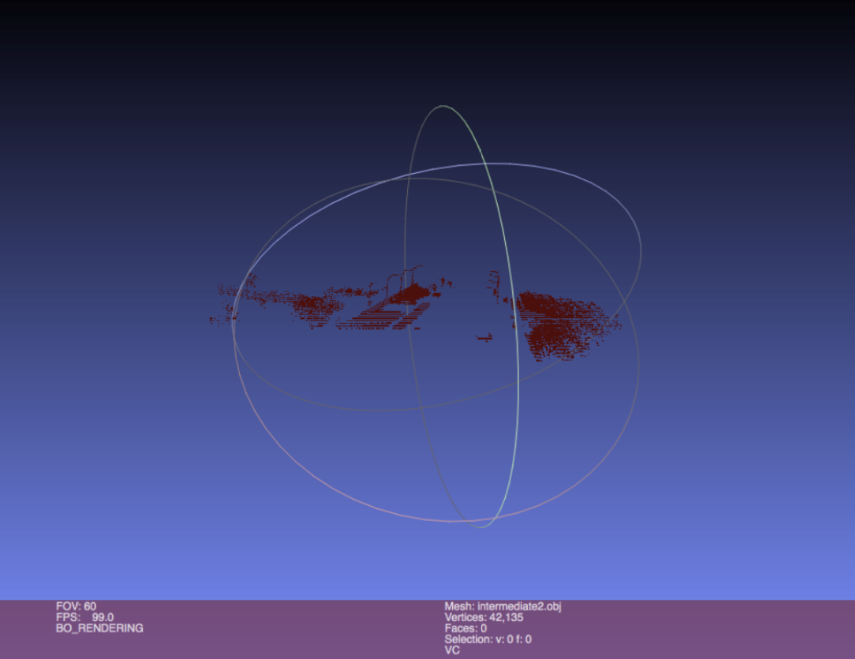 FOV: 60
FPS:    99.0
BO_RENDERING
Mesh: intermediate2.obj
Vertices: 42,135
Faces: 0
Selection: v: 0 f: 0
VC